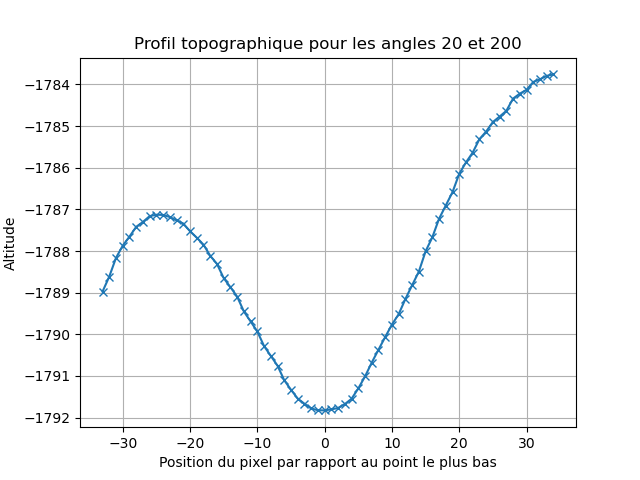 Profil topographique pour les angles 20 et 200
−1784
−1785
−1786
−1787
−1788
−1789
−1790
−1791
−1792
Altitude
−30 −20 −10 0 10 20 30
Position du pixel par rapport au point le plus bas